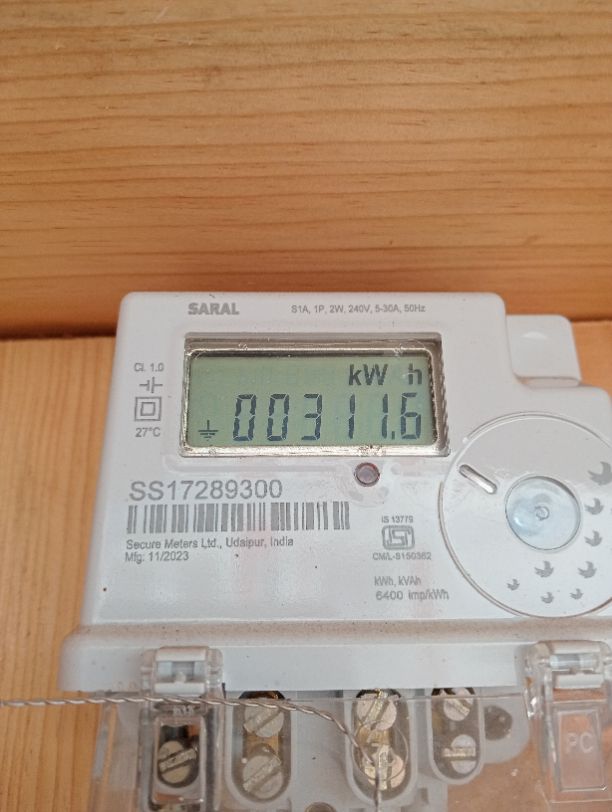 SARAL
S1A, 1P, 2W, 240V, 5-30A, 50Hz
Cl. 1.0
27°C
kW h
00311.6
SS17289300
Secure Meters Ltd., Udaipur, India
Mfg: 11/2023
IS 13779
ISI
CM/L-8150362
kWh, kVAh
6400 imp/kWh
PC